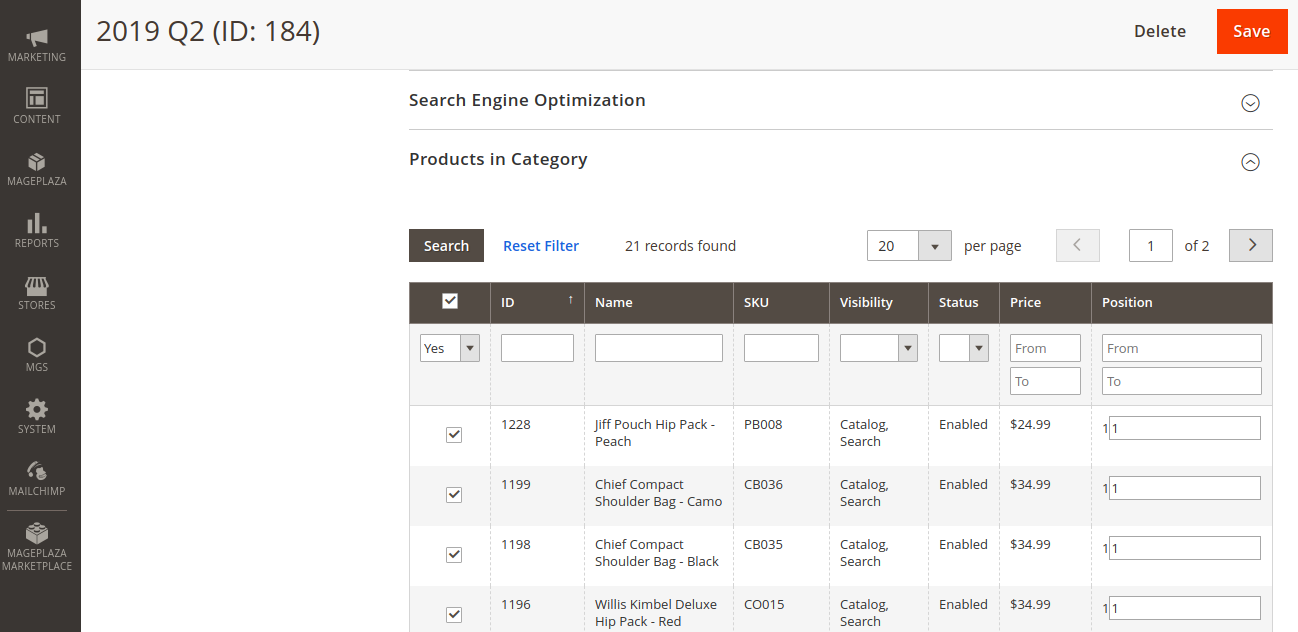 2019 Q2 (ID: 184)
Delete
Save
MARKETING
CONTENT
MAGEPLAZA
REPORTS
STORES
MGS
SYSTEM
MAILCHIMP
MAGEPLAZA
MARKETPLACE
Search Engine Optimization
Products in Category
Search Reset Filter 21 records found 20 per page 1 of 2
ID ↑ Name SKU Visibility Status Price Position
Yes From From
To To
1228 Jiff Pouch Hip Pack - PB008 Catalog, Enabled $24.99 1 1
Peach Search
1199 Chief Compact CB036 Catalog, Enabled $34.99 1 1
Shoulder Bag - Camo Search
1198 Chief Compact CB035 Catalog, Enabled $34.99 1 1
Shoulder Bag - Black Search
1196 Willis Kimbel Deluxe CO015 Catalog, Enabled $34.99 1 1
Hip Pack - Red Search